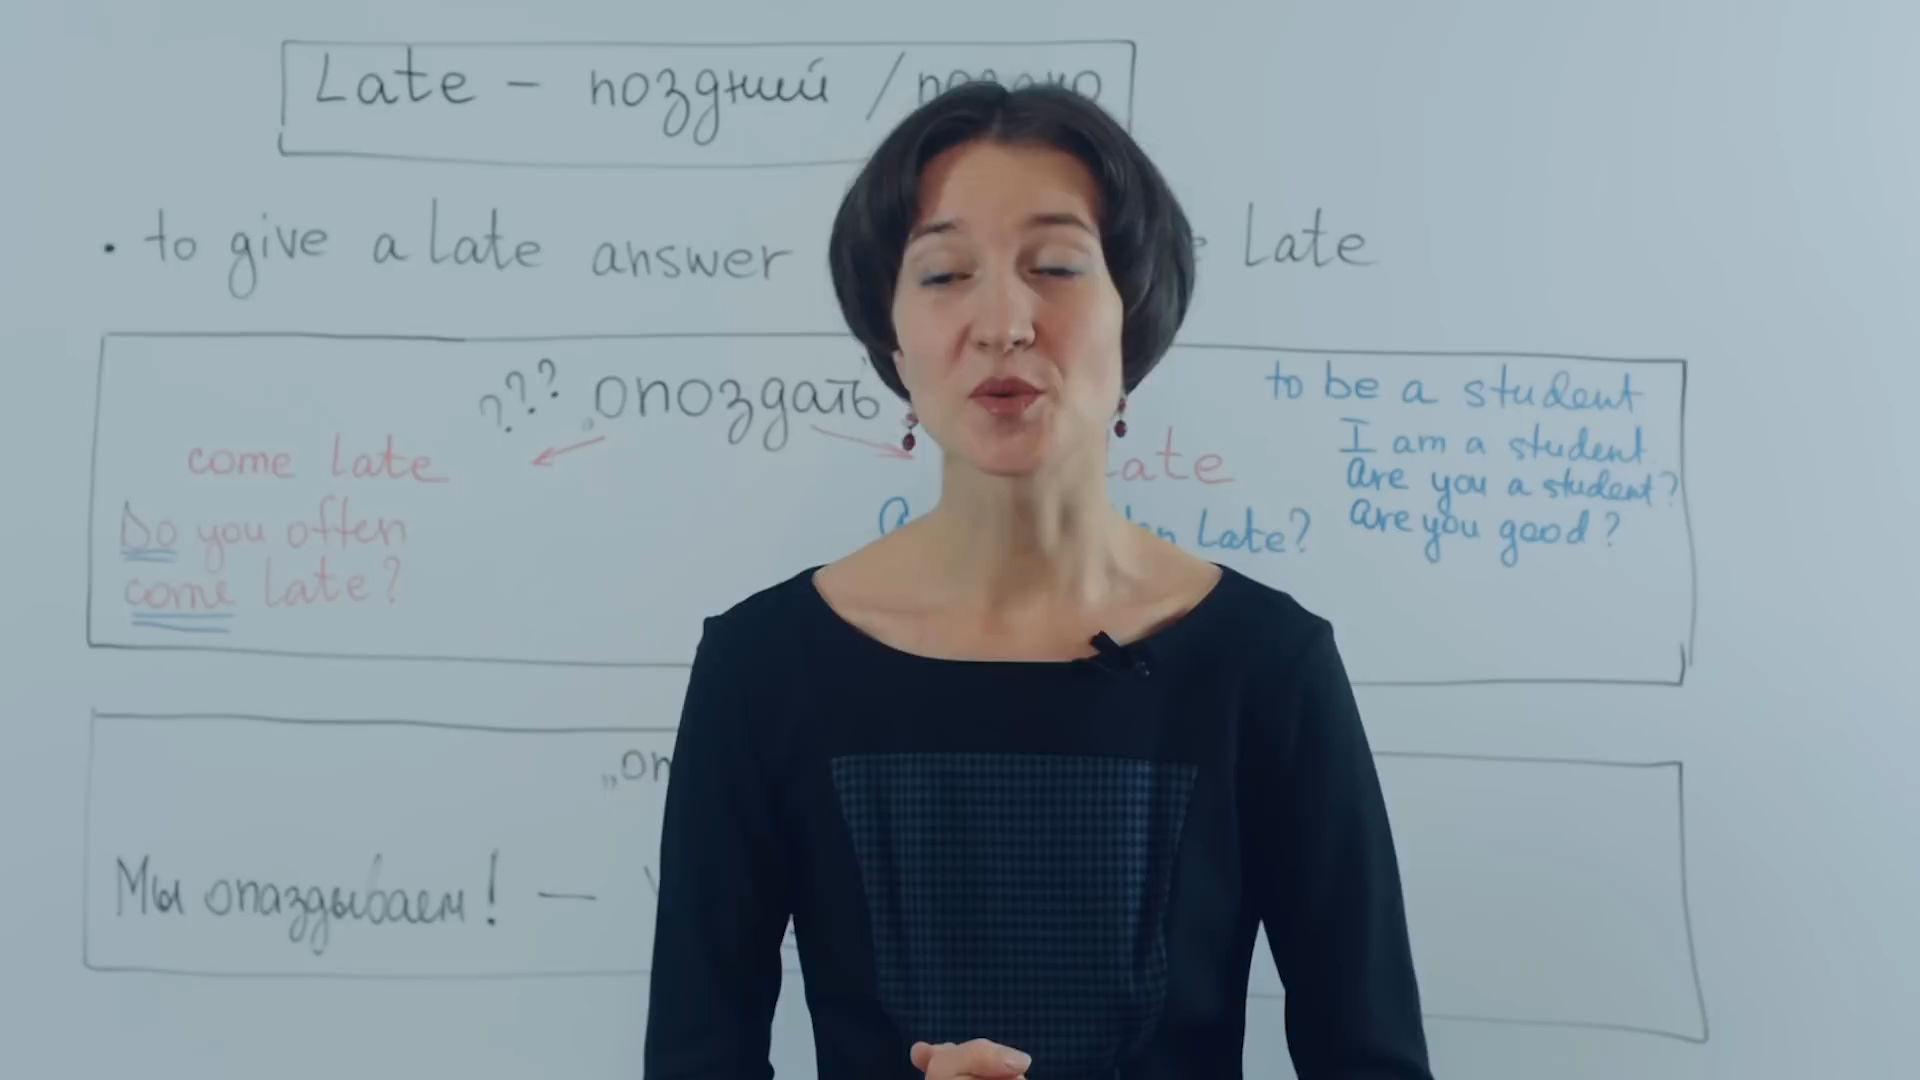 Late – поздний /
• to give a late answer late
??? опоздать
to be a student
I am a student
Are you a student?
Are you good?
come late
Do you often
come late?
late
late?
Мы опаздываем! —